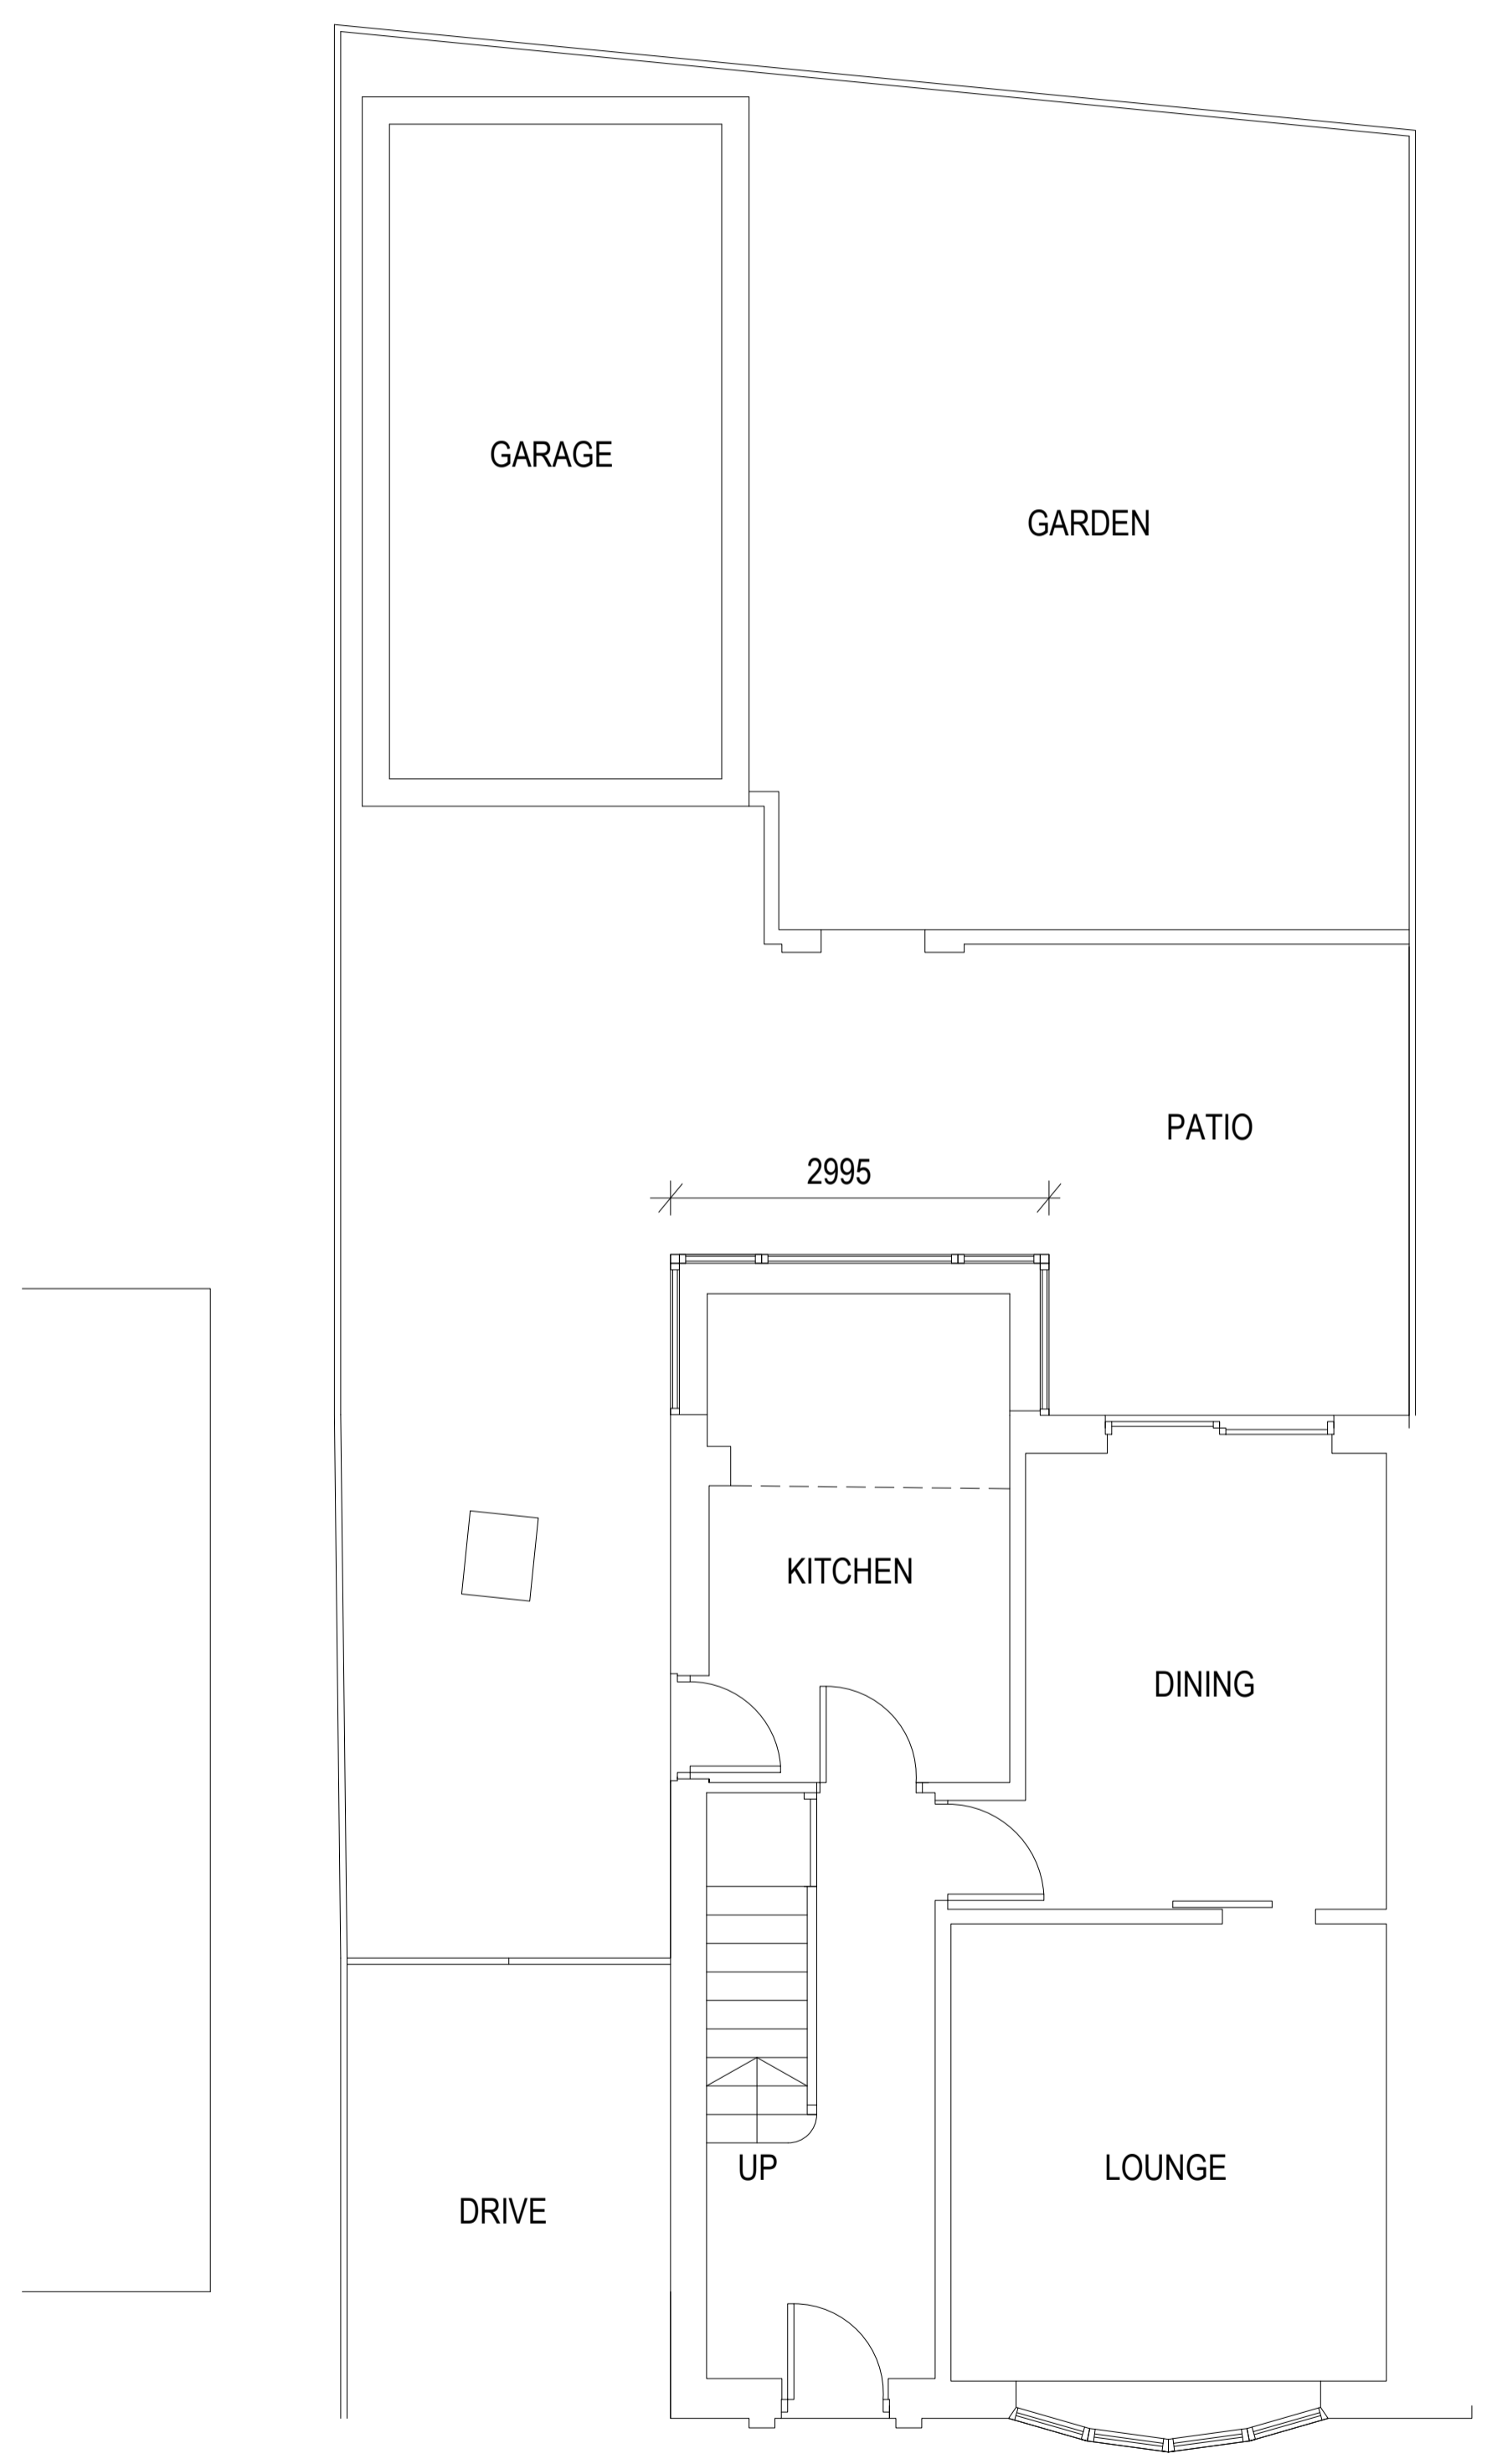 GARAGE
GARDEN
PATIO
2995
KITCHEN
DINING
UP
LOUNGE
DRIVE